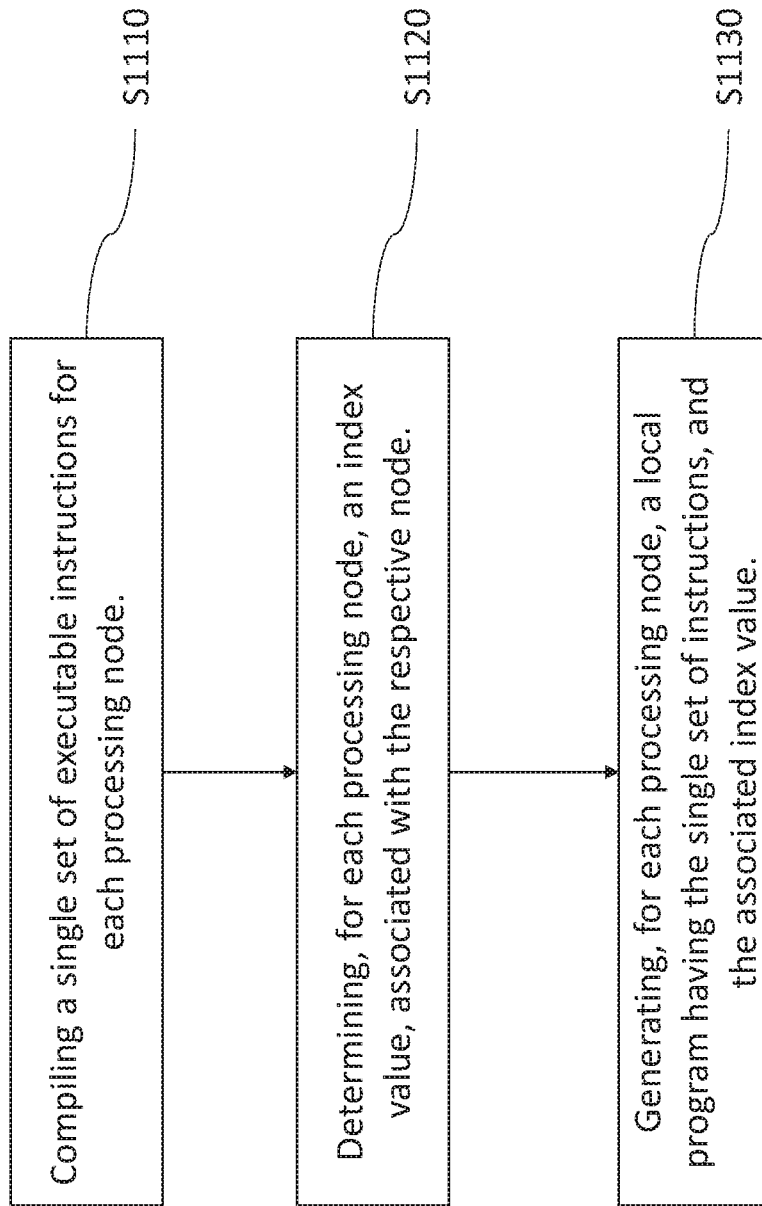 Compiling a single set of executable instructions for
each processing node.
S1110
Determining, for each processing node, an index
value, associated with the respective node.
S1120
Generating, for each processing node, a local
program having the single set of instructions, and
the associated index value.
S1130